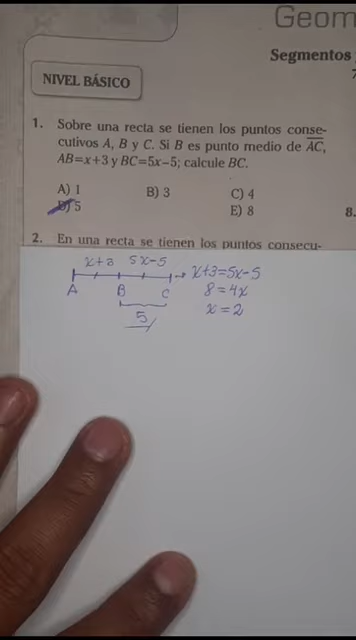 Geom
Segmentos
NIVEL BÁSICO
1. Sobre una recta se tienen los puntos conse-
cutivos A, B y C. Si B es punto medio de AC,
AB=x+3 y BC=5x–5; calcule BC.
A) 1 B) 3 C) 4
D) 5 E) 8
8.
2. En una recta se tienen los puntos consecu-
x+3 5x-5
A B C
5
→ x+3=5x-5
8=4x
x=2